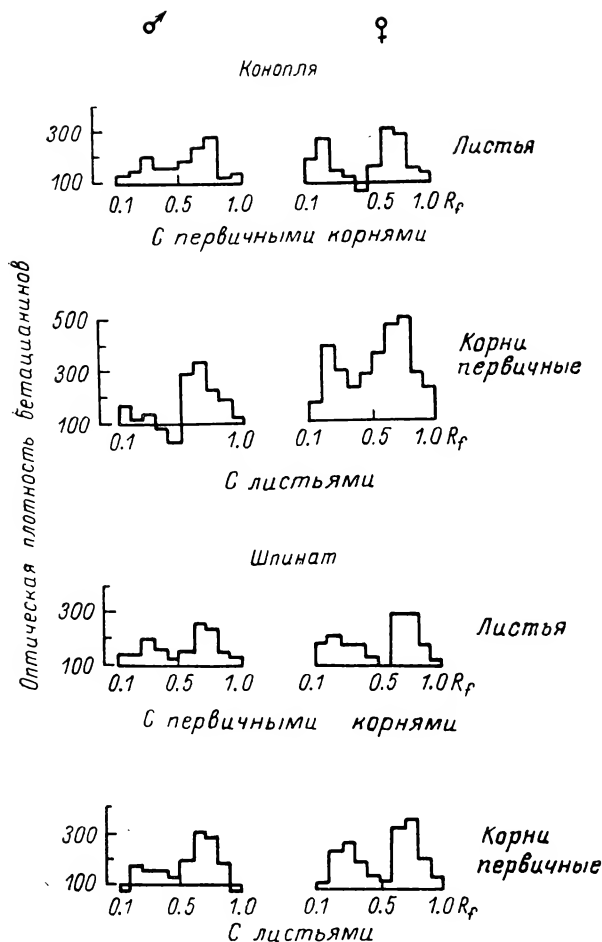 ♂ ♀
Конопля
300
100
0.1 0.5 1.0 0.1 0.5 1.0 Rf
Листья
С первичными корнями
Оптическая плотность бетацианинов
500
300
100
0.1 1.0 0.1 0.5 1.0 Rf
Корни
первичные
С листьями
Шпинат
300
100
0.1 0.5 1.0 0.1 0.5 1.0 Rf
Листья
С первичными корнями
300
100
0.1 0.5 1.0 0.1 0.5 1.0 Rf
Корни
первичные
С листьями